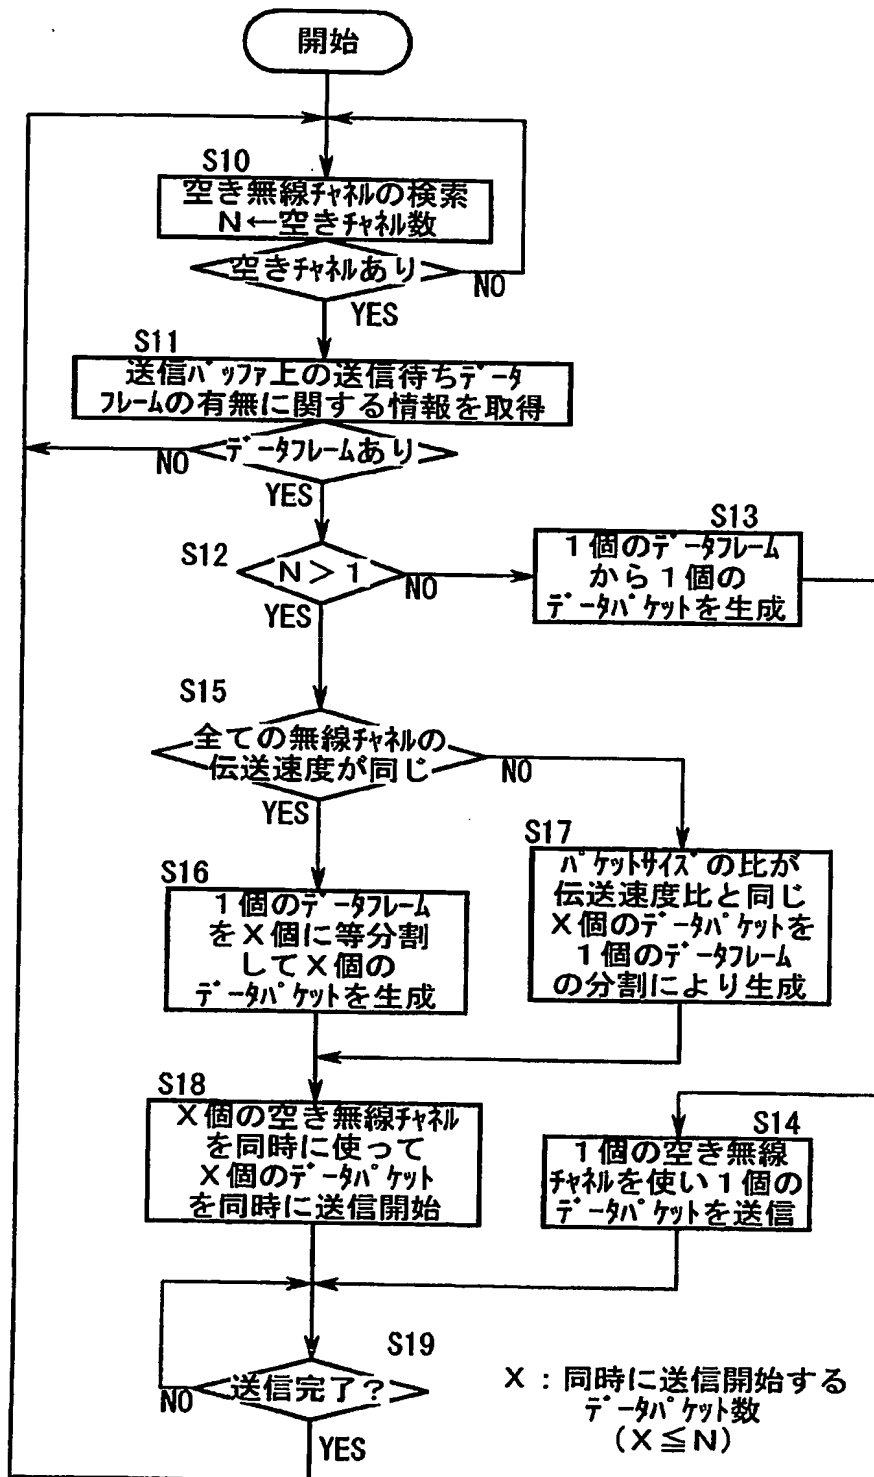 開始
S10
空き無線ﾁｬﾈﾙの検索
N←空きﾁｬﾈﾙ数
空きﾁｬﾈﾙあり
NO
YES
S11
送信ﾊﾞｯﾌｧ上の送信待ちﾃﾞｰﾀ
ﾌﾚｰﾑの有無に関する情報を取得
ﾃﾞｰﾀﾌﾚｰﾑあり
NO
YES
S12
N>1
NO
YES
S13
1個のﾃﾞｰﾀﾌﾚｰﾑ
から1個の
ﾃﾞｰﾀﾊﾟｹｯﾄを生成
S15
全ての無線ﾁｬﾈﾙの
伝送速度が同じ
NO
YES
S16
1個のﾃﾞｰﾀﾌﾚｰﾑ
をX個に等分割
してX個の
ﾃﾞｰﾀﾊﾟｹｯﾄを生成
S17
ﾊﾟｹｯﾄｻｲｽﾞの比が
伝送速度比と同じ
X個のﾃﾞｰﾀﾊﾟｹｯﾄを
1個のﾃﾞｰﾀﾌﾚｰﾑ
の分割により生成
S18
X個の空き無線ﾁｬﾈﾙ
を同時に使って
X個のﾃﾞｰﾀﾊﾟｹｯﾄ
を同時に送信開始
S14
1個の空き無線
ﾁｬﾈﾙを使い1個の
ﾃﾞｰﾀﾊﾟｹｯﾄを送信
S19
送信完了?
NO
YES
X:同時に送信開始する
ﾃﾞｰﾀﾊﾟｹｯﾄ数
(X≦N)